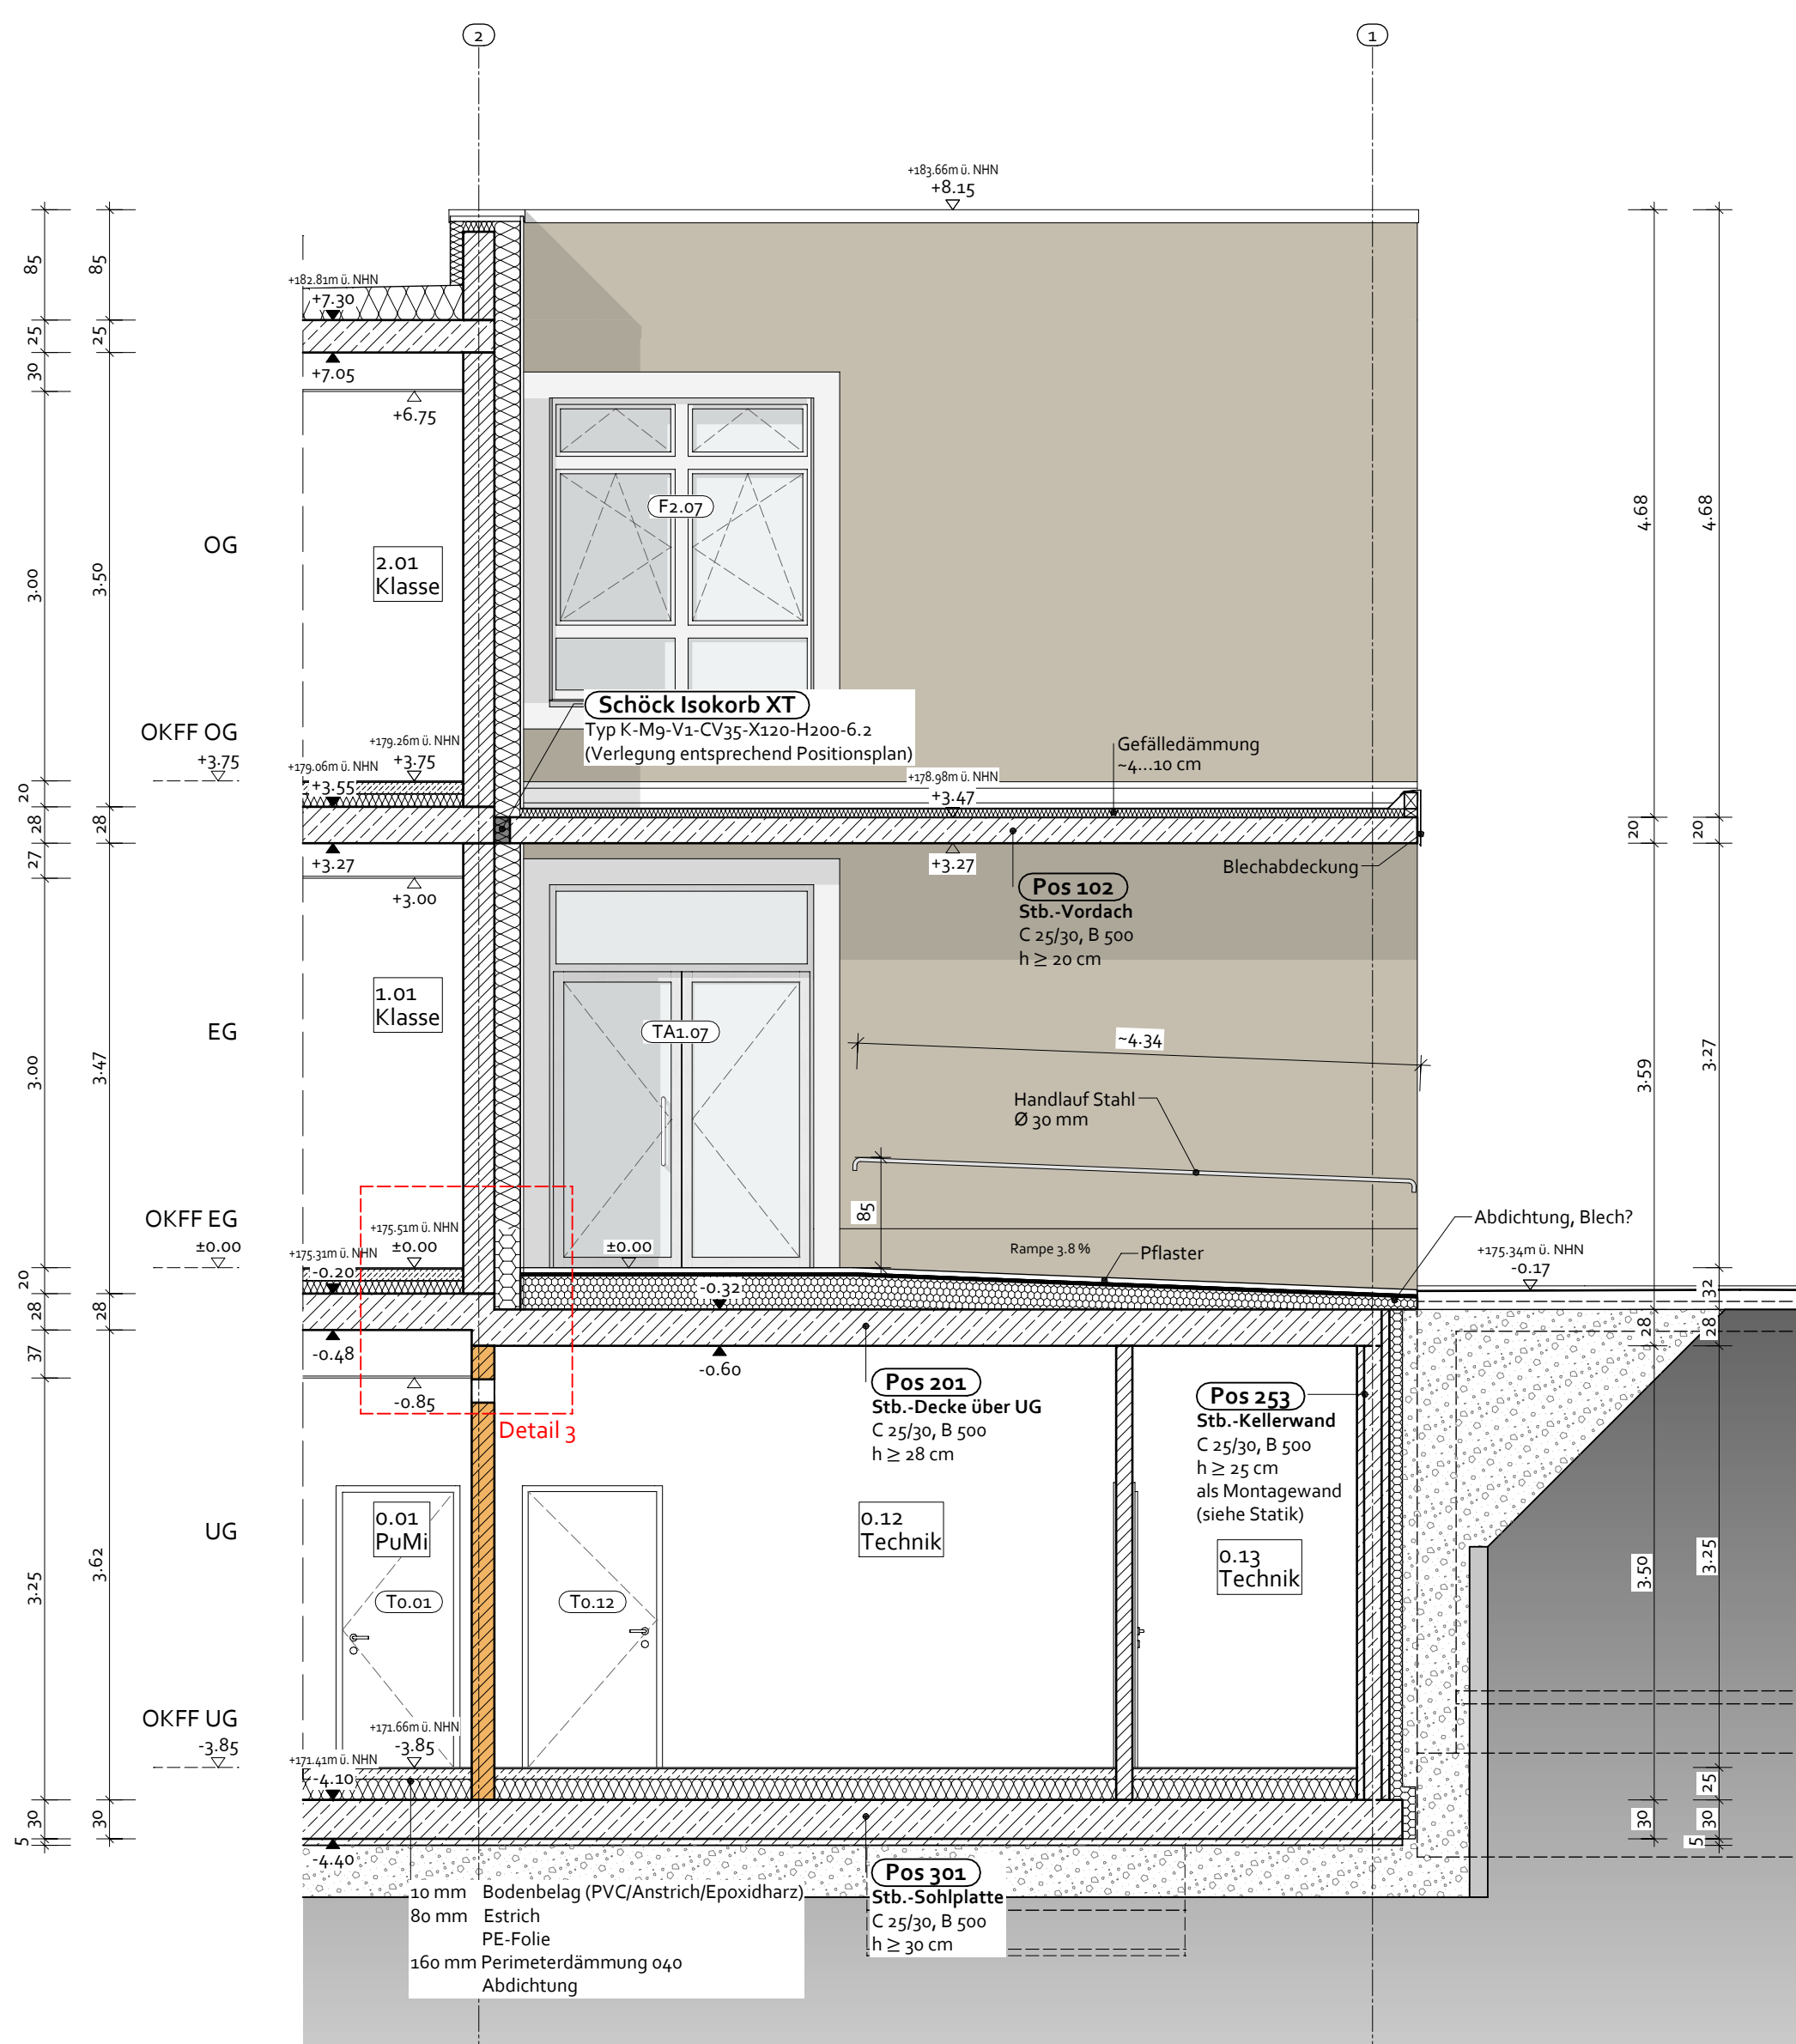 2
1
+183.66m ü. NHN
+8.15
85
85
+182.81m ü. NHN
+7.30
25
25
30
+7.05
+6.75
F2.07
4.68
4.68
OG
2.01
Klasse
3.00
3.50
Schöck Isokorb XT
Typ K-M9-V1-CV35-X120-H200-6.2
(Verlegung entsprechend Positionsplan)
OKFF OG
+3.75
+179.26m ü. NHN
+3.75
+179.06m ü. NHN
+3.55
Gefälledämmung
~4...10 cm
+178.98m ü. NHN
+3.47
20
28
28
27
+3.27
+3.00
+3.27
20
20
Blechabdeckung
Pos 102
Stb.-Vordach
C 25/30, B 500
h ≥ 20 cm
1.01
Klasse
EG
TA1.07
~4.34
3.00
3.47
3.59
3.27
Handlauf Stahl
Ø 30 mm
85
OKFF EG
±0.00
+175.51m ü. NHN
±0.00
+175.31m ü. NHN
-0.20
±0.00
Rampe 3.8 %
Pflaster
Abdichtung, Blech?
+175.34m ü. NHN
-0.17
20
28
28
37
-0.32
-0.48
-0.60
-0.85
32
28
28
Detail 3
Pos 201
Stb.-Decke über UG
C 25/30, B 500
h ≥ 28 cm
Pos 253
Stb.-Kellerwand
C 25/30, B 500
h ≥ 25 cm
als Montagewand
(siehe Statik)
UG
0.01
PuMi
0.12
Technik
0.13
Technik
T0.01
T0.12
3.25
3.62
3.50
3.25
OKFF UG
-3.85
+171.66m ü. NHN
-3.85
+171.41m ü. NHN
-4.10
30
30
5
-4.40
25
30
30
5
10 mm Bodenbelag (PVC/Anstrich/Epoxidharz)
80 mm Estrich
PE-Folie
160 mm Perimeterdämmung 040
Abdichtung
Pos 301
Stb.-Sohlplatte
C 25/30, B 500
h ≥ 30 cm